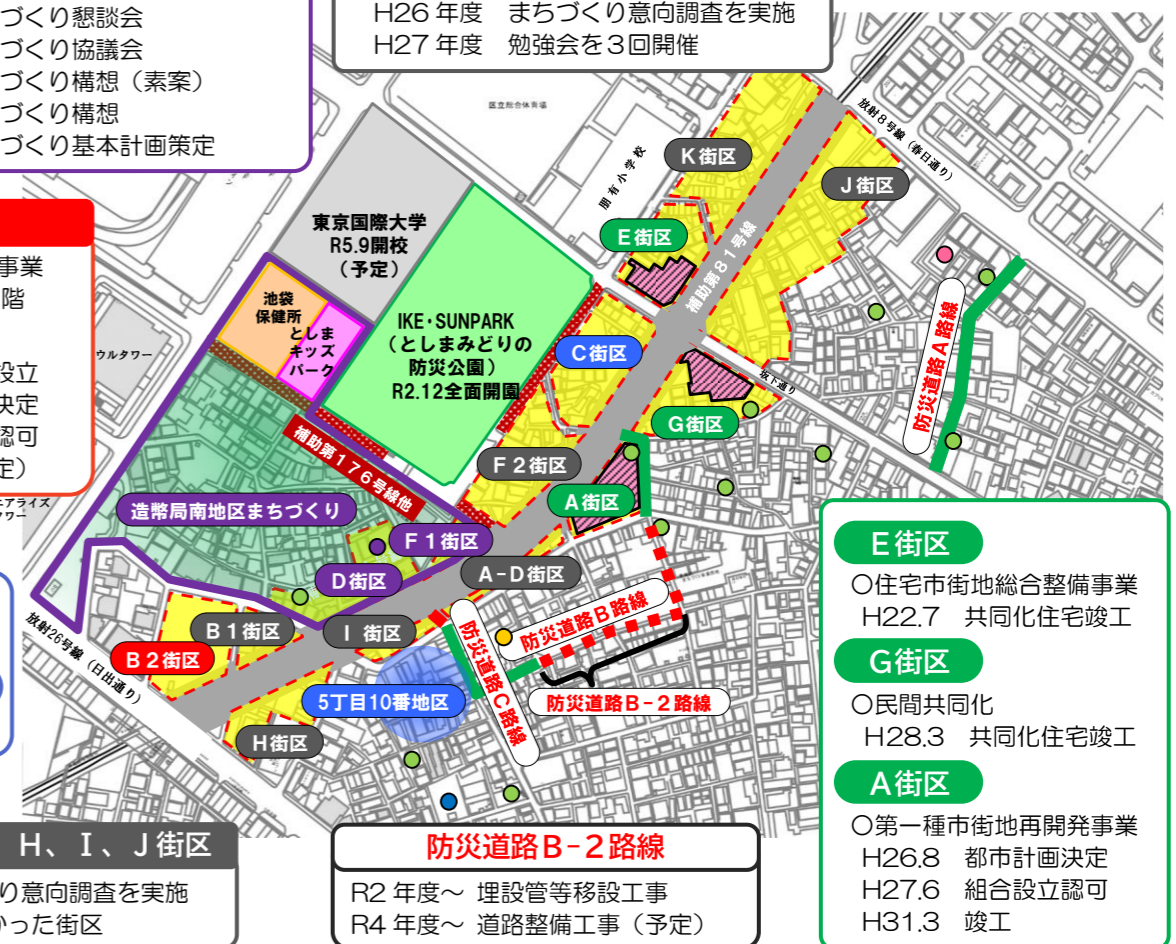 づくり懇談会
づくり協議会
づくり構想（素案）
づくり構想
づくり基本計画策定
H26年度　まちづくり意向調査を実施
H27年度　勉強会を３回開催
事業
階
設立
決定
認可
定）
区立総合体育場
朋有小学校
放射８号線（春日通り）
K街区
J街区
E街区
補助第８１号線
東京国際大学
R5.9開校
（予定）
池袋
保健所
としま
キッズ
パーク
IKE・SUNPARK
（としまみどりの
防災公園）
R2.12全面開園
ウルタワー
C街区
坂下通り
G街区
防災道路A路線
補助第１７６号線他
F２街区
A街区
造幣局南地区まちづくり
F１街区
D街区
A-D街区
エアライズ
タワー
B１街区
I 街区
B２街区
放射26号線（日出通り）
防災道路B路線
防災道路C路線
防災道路B-２路線
5丁目10番地区
H街区
E街区
○住宅市街地総合整備事業
H22.7　共同化住宅竣工
G街区
○民間共同化
H28.3　共同化住宅竣工
A街区
○第一種市街地再開発事業
H26.8　都市計画決定
H27.6　組合設立認可
H31.3　竣工
H、I、J街区
り意向調査を実施
かった街区
防災道路B-２路線
R2年度～ 埋設管等移設工事
R4年度～ 道路整備工事（予定）